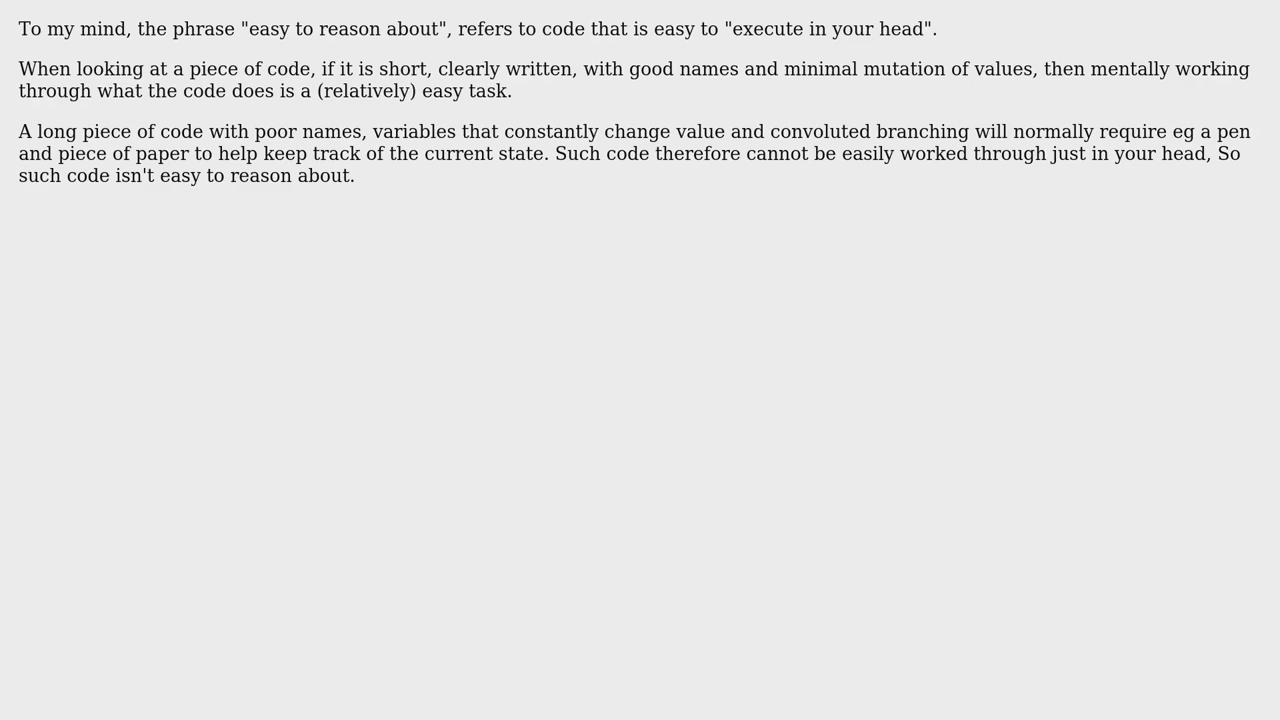 To my mind, the phrase "easy to reason about", refers to code that is easy to "execute in your head".
When looking at a piece of code, if it is short, clearly written, with good names and minimal mutation of values, then mentally working
through what the code does is a (relatively) easy task.
A long piece of code with poor names, variables that constantly change value and convoluted branching will normally require eg a pen
and piece of paper to help keep track of the current state. Such code therefore cannot be easily worked through just in your head, So
such code isn't easy to reason about.